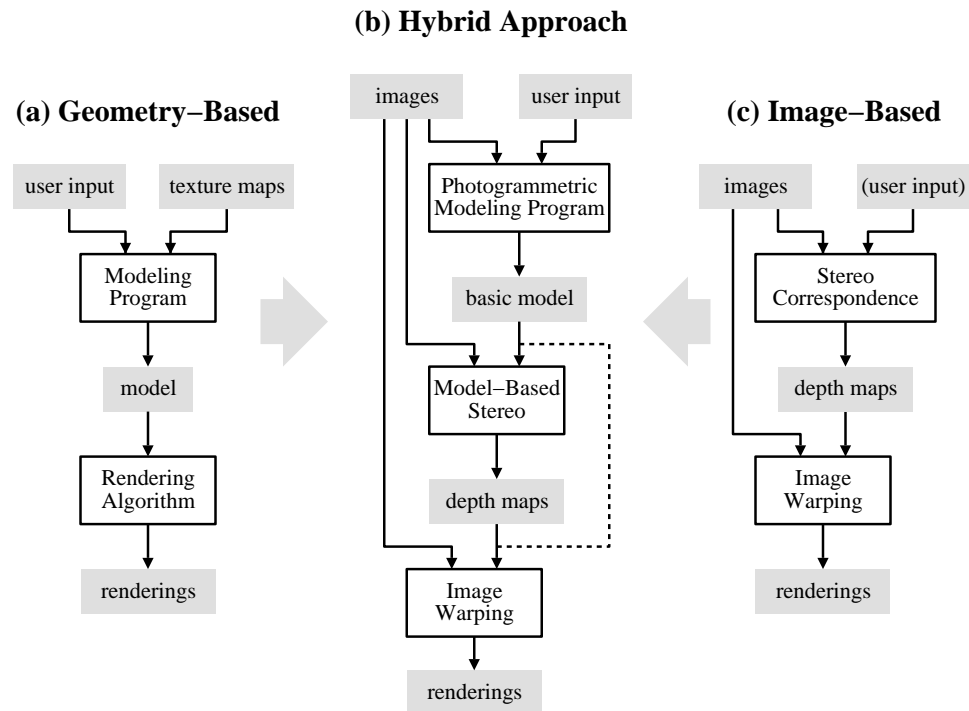 (b) Hybrid Approach
(a) Geometry−Based
(c) Image−Based
user input
texture maps
Modeling
Program
model
Rendering
Algorithm
renderings
images
user input
Photogrammetric
Modeling Program
basic model
Model−Based
Stereo
depth maps
Image
Warping
renderings
images
(user input)
Stereo
Correspondence
depth maps
Image
Warping
renderings